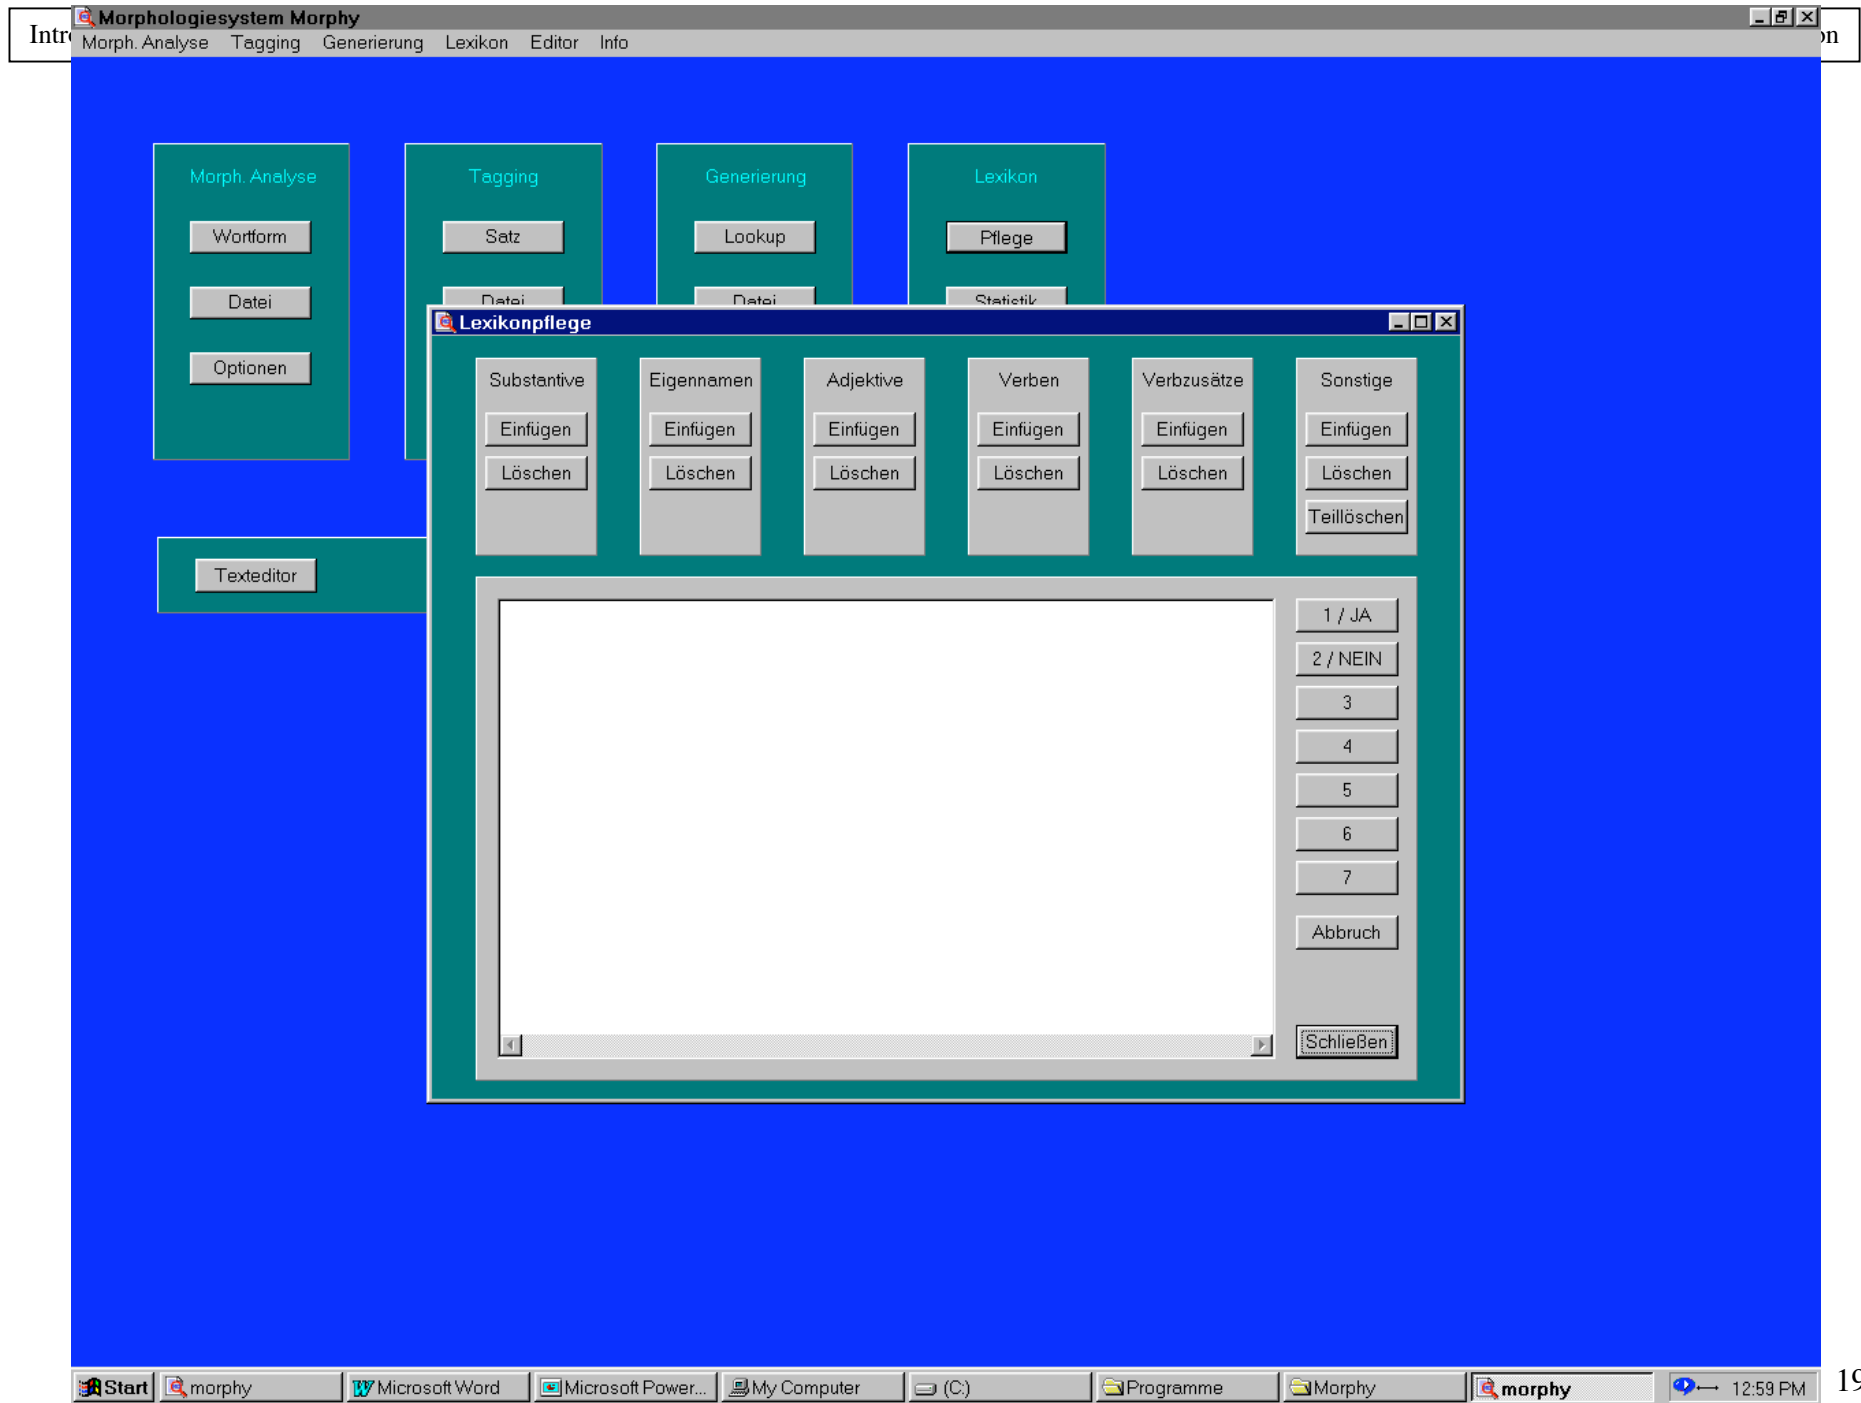 Morphologiesystem Morphy
Intr
on
Morph. Analyse Tagging Generierung Lexikon Editor Info
Morph. Analyse Tagging Generierung Lexikon
Wortform Satz Lookup Pflege
Datei Datei Datei Statistik
Optionen
Texteditor
Lexikonpflege
Substantive Eigennamen Adjektive Verben Verbzusätze Sonstige
Einfügen Einfügen Einfügen Einfügen Einfügen Einfügen
Löschen Löschen Löschen Löschen Löschen Löschen
Teillöschen
1 / JA
2 / NEIN
3
4
5
6
7
Abbruch
Schließen
Start morphy Microsoft Word Microsoft Power... My Computer (C:) Programme Morphy morphy 12:59 PM
19